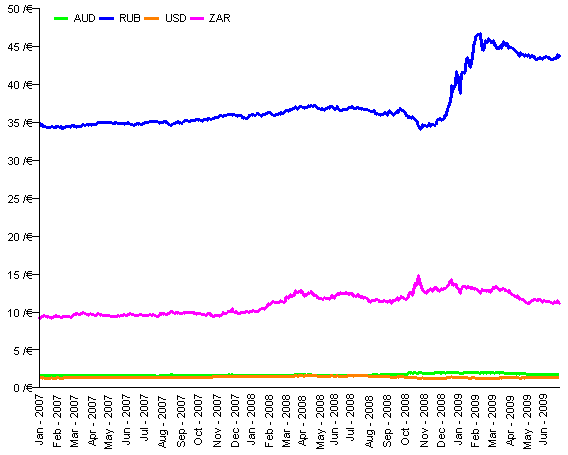 50 /€
AUD RUB USD ZAR
45 /€
40 /€
35 /€
30 /€
25 /€
20 /€
15 /€
10 /€
5 /€
0 /€
Jan - 2007
Feb - 2007
Mar - 2007
Apr - 2007
May - 2007
Jun - 2007
Jul - 2007
Aug - 2007
Sep - 2007
Oct - 2007
Nov - 2007
Dec - 2007
Jan - 2008
Feb - 2008
Mar - 2008
Apr - 2008
May - 2008
Jun - 2008
Jul - 2008
Aug - 2008
Sep - 2008
Oct - 2008
Nov - 2008
Dec - 2008
Jan - 2009
Feb - 2009
Mar - 2009
Apr - 2009
May - 2009
Jun - 2009